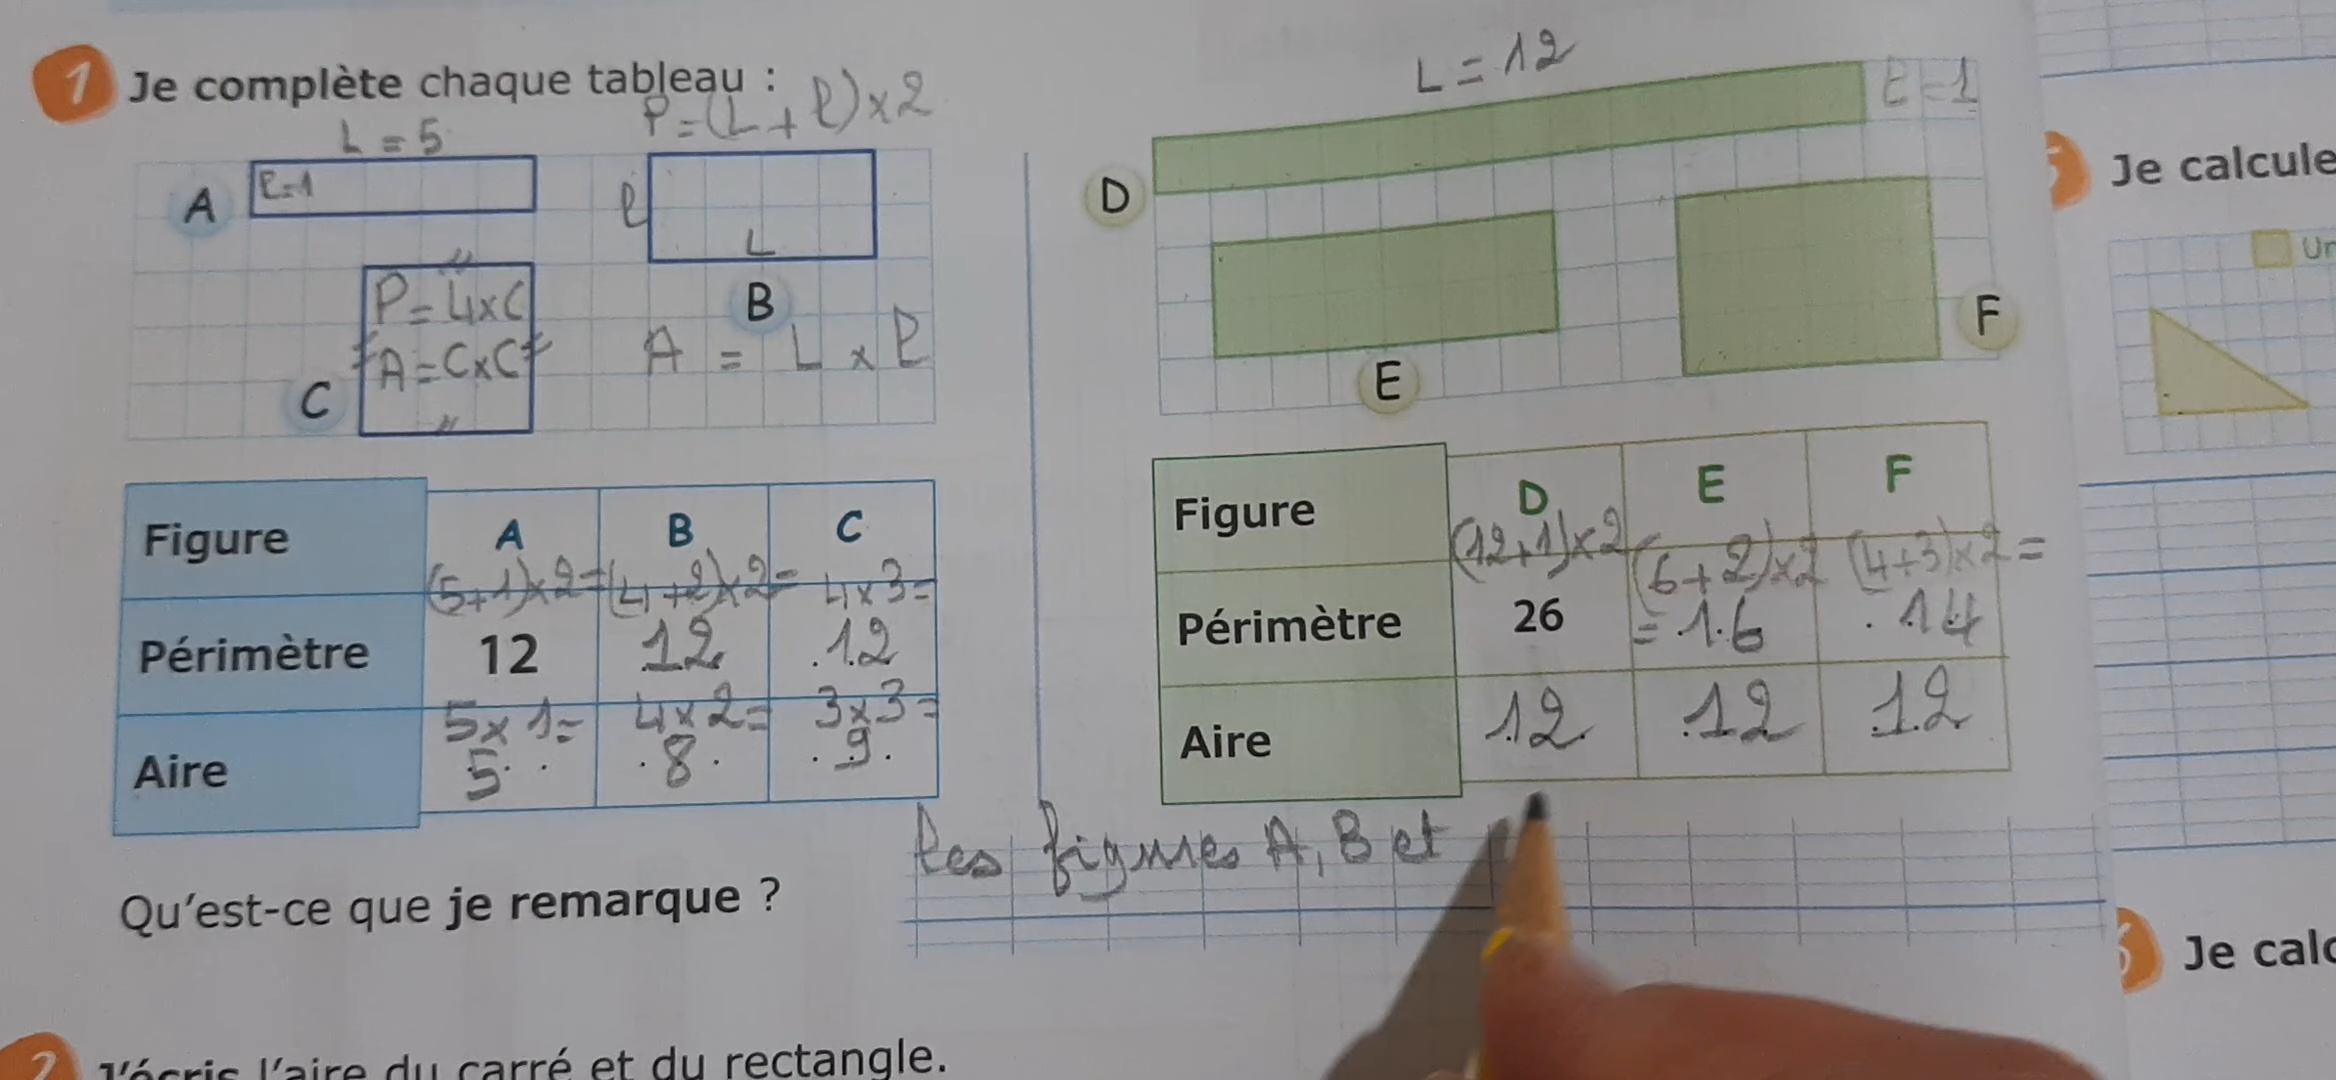 1 Je complète chaque tableau :
P=(L+l)x2
L = 5
A
l=1
l
L
B
P=4xC
A=CxC
C
A = L x l
Figure A B C
(5+1)x2= (4+2)x2= 4x3=
Périmètre 12 12 12
5x1= 4x2= 3x3=
Aire 5 8 9
L=12
l=1
D
E
F
Figure D E F
(12+1)x2 (6+2)x2 (4+3)x2=
Périmètre 26 =16 14
Aire 12 12 12
Qu'est-ce que je remarque ?
les figures A, B et
2 J'écris l'aire du carré et du rectangle.
Je calcule
Je calc